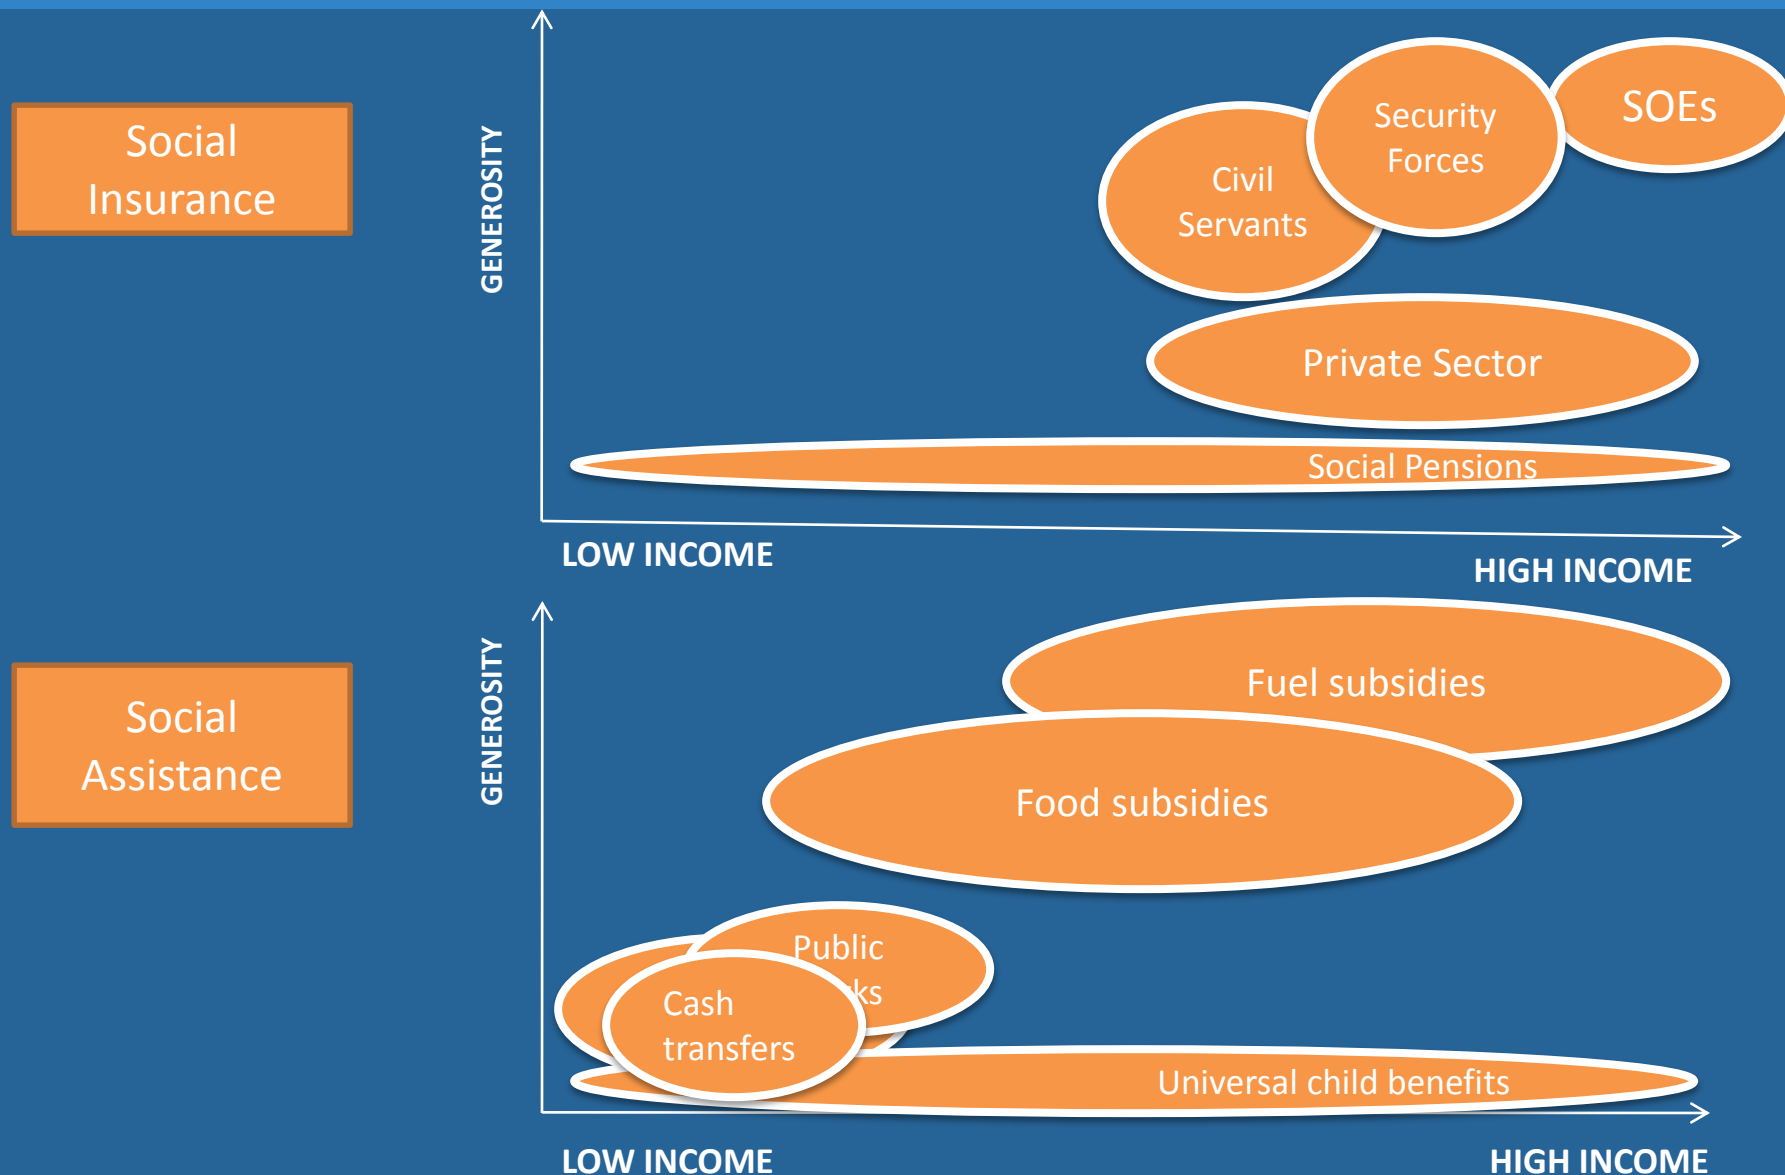 Social
Insurance
GENEROSITY
Civil
Servants
Security
Forces
SOEs
Private Sector
Social Pensions
LOW INCOME
HIGH INCOME
Social
Assistance
GENEROSITY
Fuel subsidies
Food subsidies
Public
Cash
transfers
Universal child benefits
LOW INCOME
HIGH INCOME